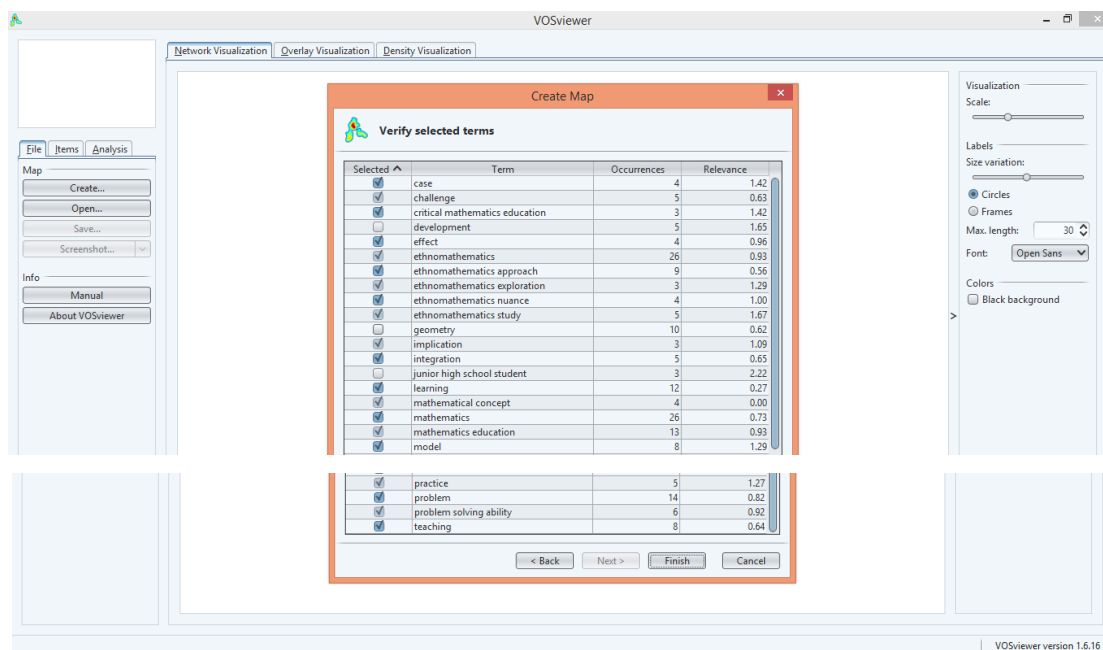 VOSviewer
Network Visualization Overlay Visualization Density Visualization
File Items Analysis
Map
Create...
Open...
Save...
Screenshot...
Info
Manual
About VOSviewer
Create Map
Verify selected terms
Selected Term Occurrences Relevance
case 4 1.42
challenge 5 0.63
critical mathematics education 3 1.42
development 5 1.65
effect 4 0.96
ethnomathematics 26 0.93
ethnomathematics approach 9 0.56
ethnomathematics exploration 3 1.29
ethnomathematics nuance 4 1.00
ethnomathematics study 5 1.67
geometry 10 0.62
implication 3 1.09
integration 5 0.65
junior high school student 3 2.22
learning 12 0.27
mathematical concept 4 0.00
mathematics 26 0.73
mathematics education 13 0.93
model 8 1.29
practice 5 1.27
problem 14 0.82
problem solving ability 6 0.92
teaching 8 0.64
< Back Next > Finish Cancel
Visualization
Scale:
Labels
Size variation:
Circles
Frames
Max. length: 30
Font: Open Sans
Colors
Black background
>
VOSviewer version 1.6.16